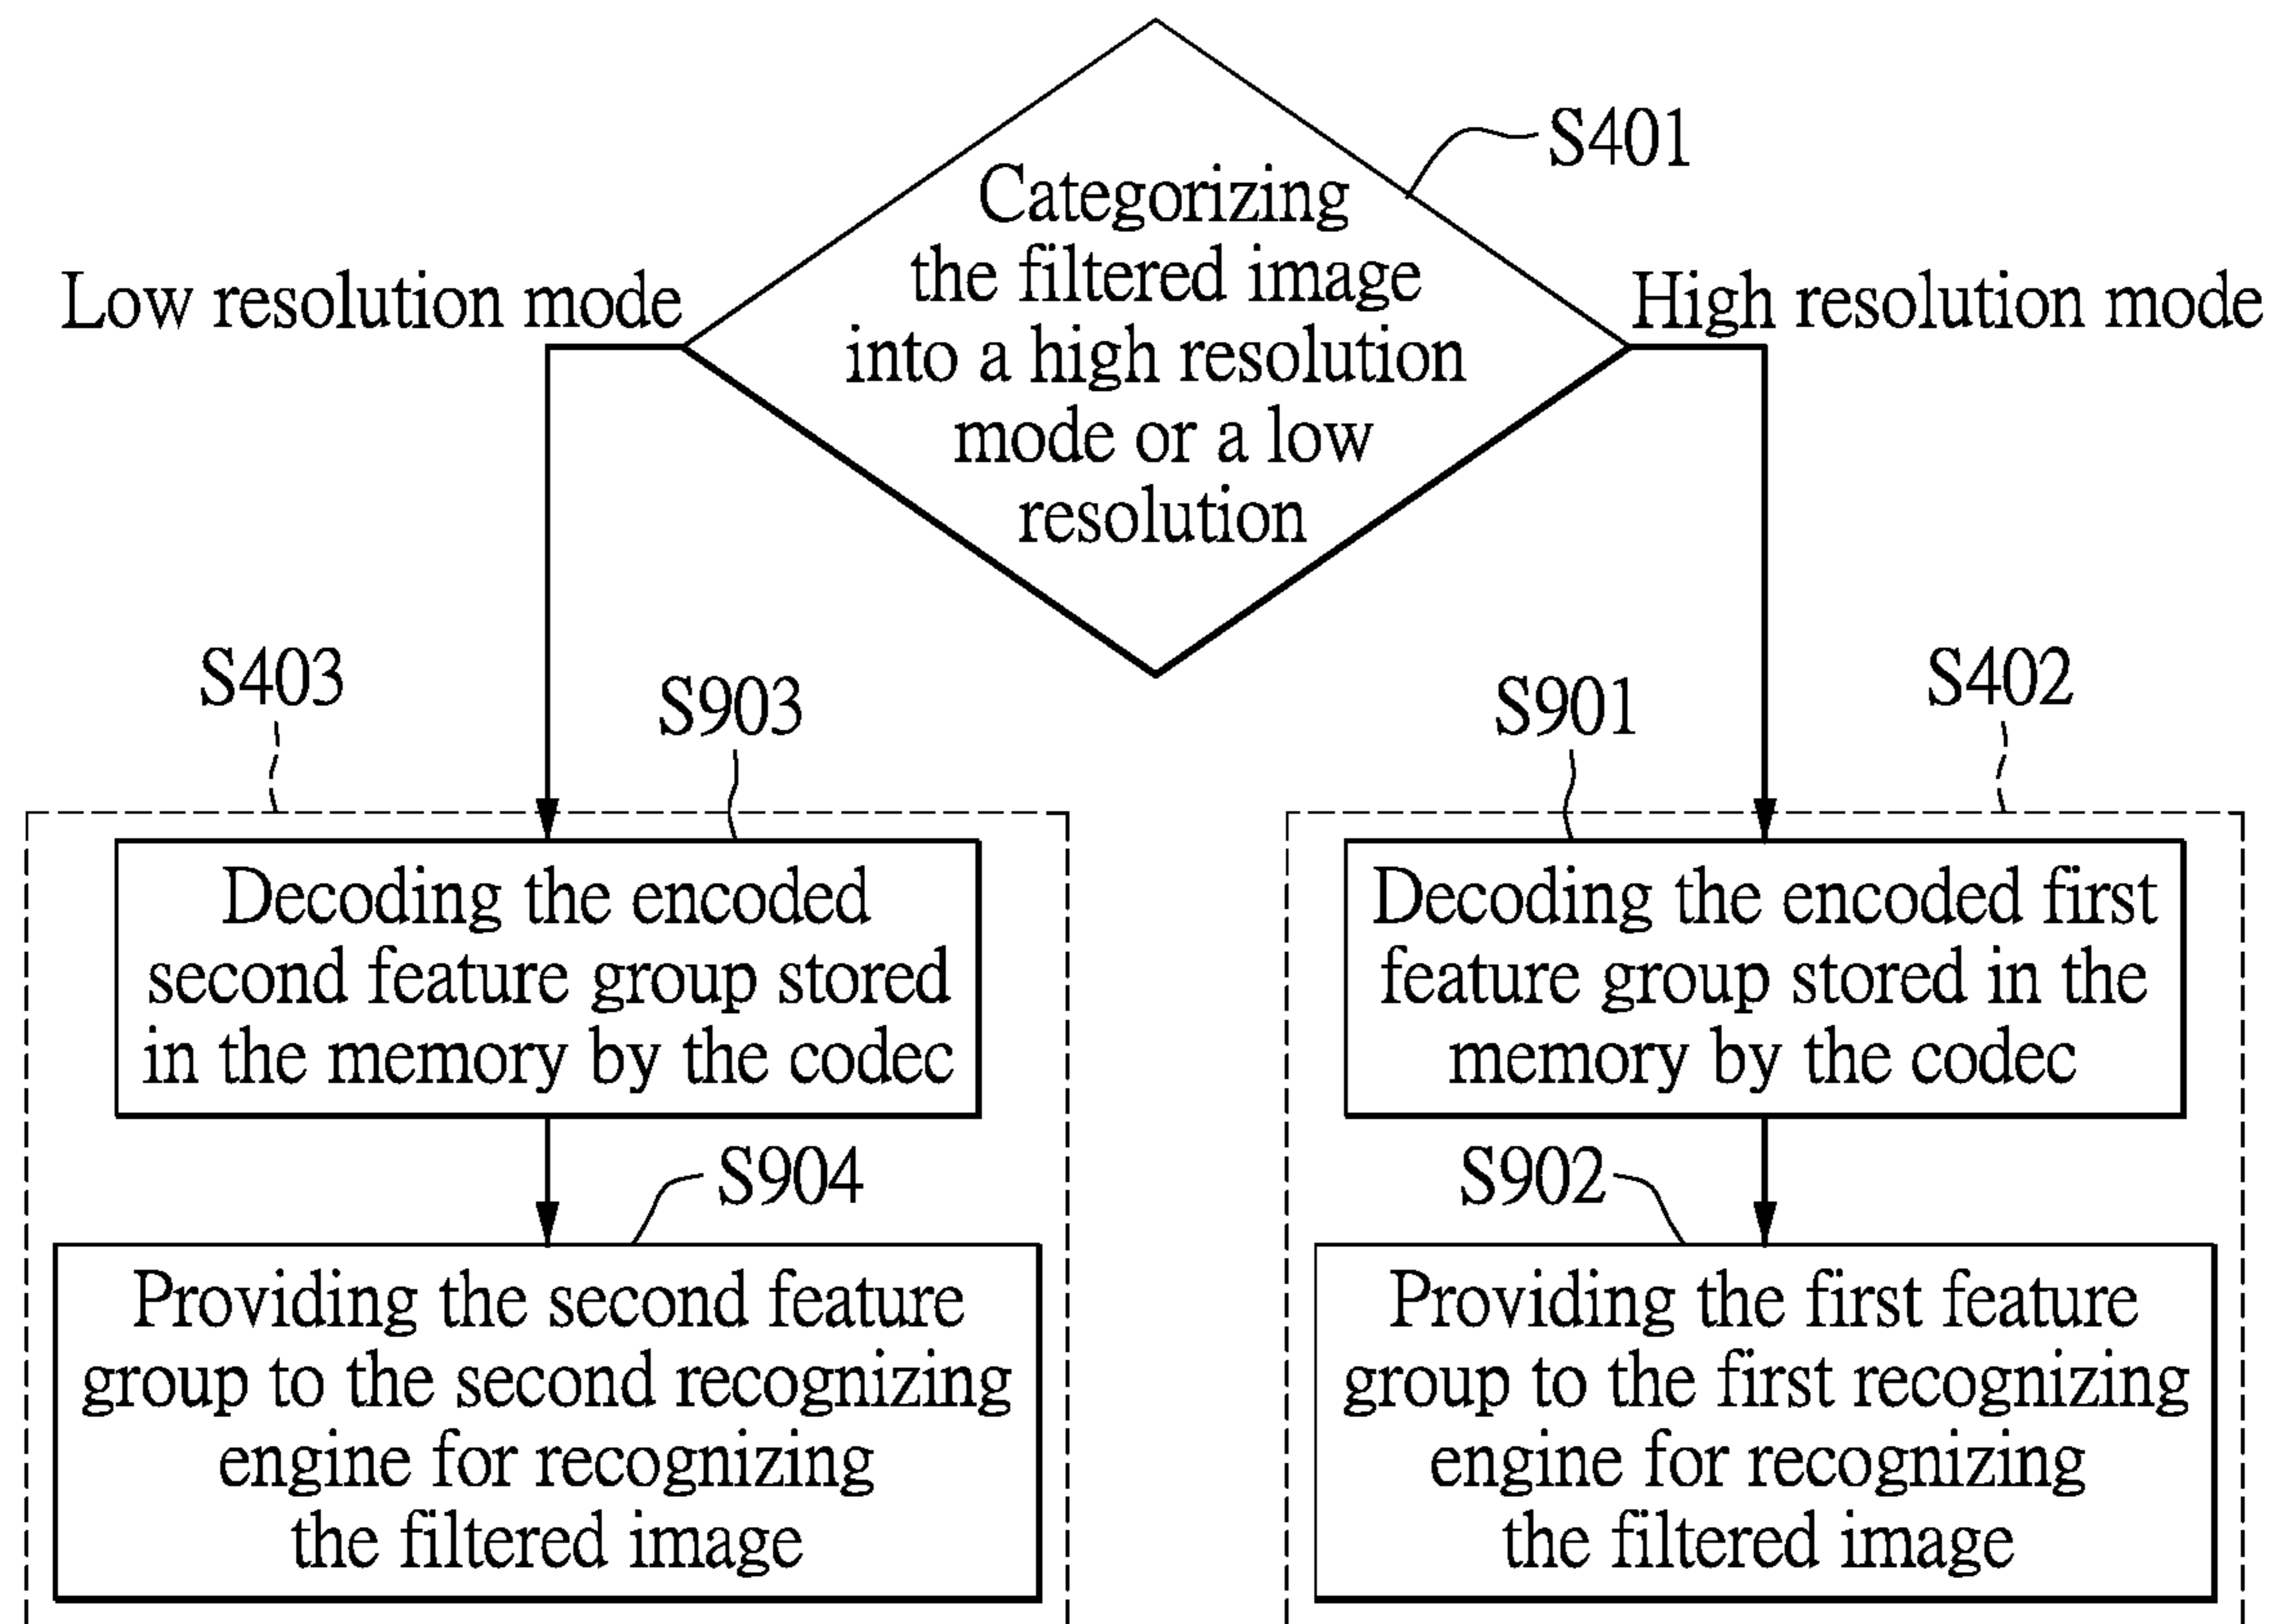 S401
Categorizing
the filtered image
into a high resolution
mode or a low
resolution
Low resolution mode
High resolution mode
S403
S903
Decoding the encoded
second feature group stored
in the memory by the codec
S904
Providing the second feature
group to the second recognizing
engine for recognizing
the filtered image
S402
S901
Decoding the encoded first
feature group stored in the
memory by the codec
S902
Providing the first feature
group to the first recognizing
engine for recognizing
the filtered image